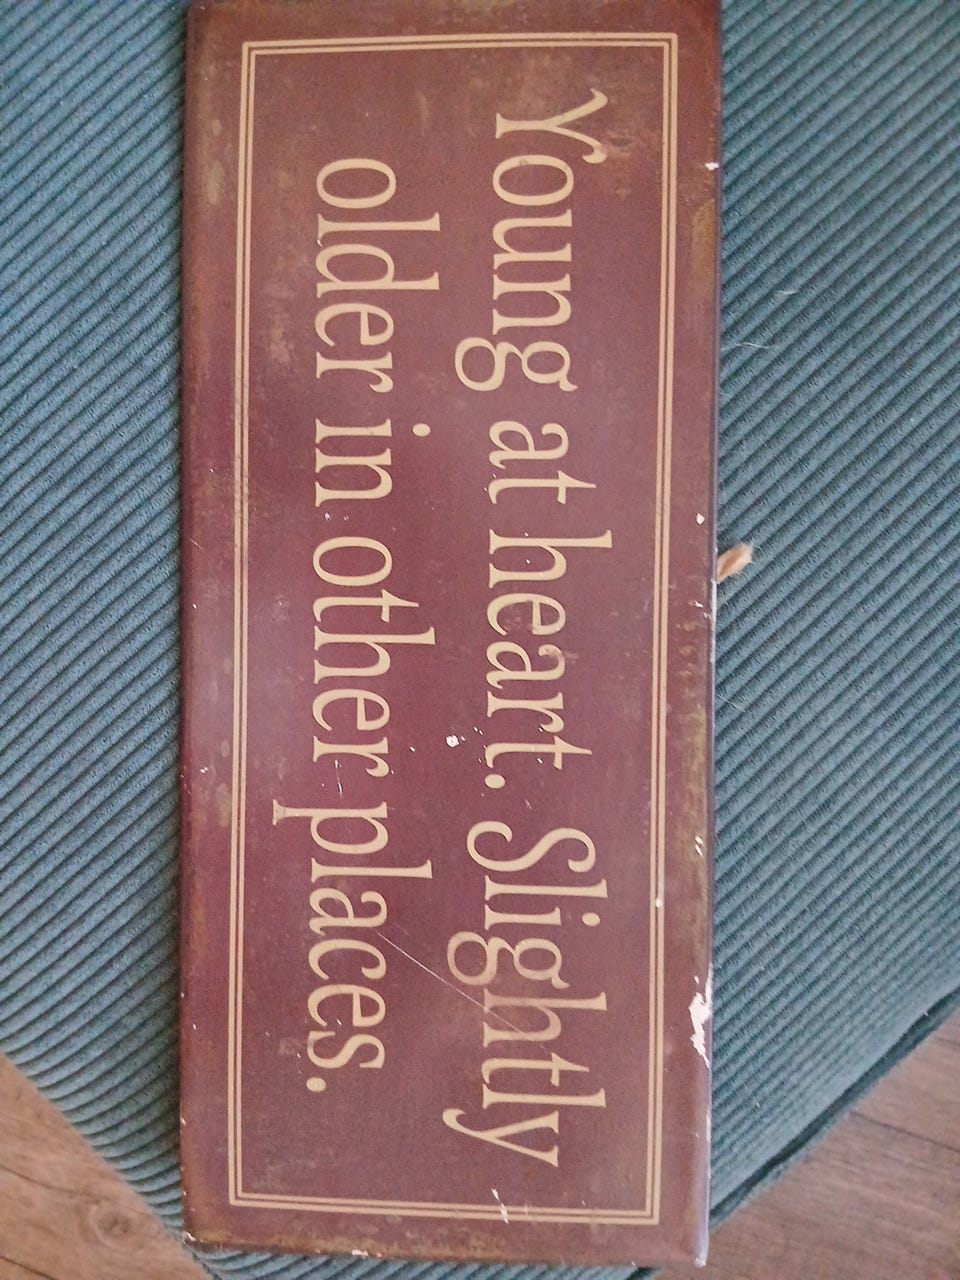 Young at heart. Slightly
older in other places.